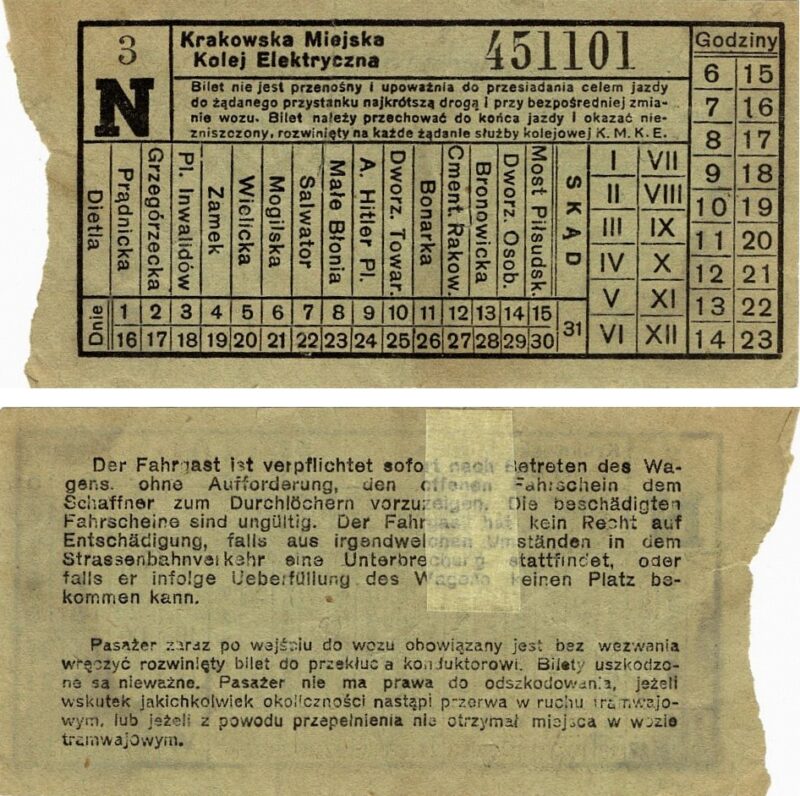 3
N
Krakowska Miejska
Kolej Elektryczna
451101
Bilet nie jest przenośny i upoważnia do przesiadania celem jazdy
do żądanego przystanku najkrótszą drogą i przy bezpośredniej zmia-
nie wozu. Bilet należy przechować do końca jazdy i okazać nie-
zniszczony, rozwinięty na każde żądanie służby kolejowej K. M. K. E.
Godziny
6 15
7 16
8 17
9 18
10 19
11 20
12 21
13 22
14 23
Dietla
Prądnicka
Grzegórzecka
Pl. Inwalidów
Zamek
Wielicka
Mogilska
Salwator
Małe Błonia
A. Hitler Pl.
Dworz. Towar.
Bonarka
Cment. Rakow.
Bronowicka
Dworz. Osob.
Most Piłsudsk.
SKĄD
I VII
II VIII
III IX
IV X
V XI
VI XII
Dnie
1 2 3 4 5 6 7 8 9 10 11 12 13 14 15
16 17 18 19 20 21 22 23 24 25 26 27 28 29 30
31
Der Fahrgast ist verpflichtet sofort nach Betreten des Wa-
gens. ohne Aufforderung, den offenen Fahrschein dem
Schaffner zum Durchlöchern vorzuzeigen. Die beschädigten
Fahrscheine sind ungültig. Der Fahrgast hat kein Recht auf
Entschädigung, falls aus irgendwelchen Umständen in dem
Strassenbahnverkehr eine Unterbrechung stattfindet, oder
falls er infolge Ueberfüllung des Wagens keinen Platz be-
kommen kann.
Pasażer zaraz po wejściu do wozu obowiązany jest bez wezwania
wręczyć rozwinięty bilet do przekłucia konduktorowi. Bilety uszkodzo-
ne są nieważne. Pasażer nie ma prawa do odszkodowania, jeżeli
wskutek jakichkolwiek okoliczności nastąpi przerwa w ruchu tramwajo-
wym, lub jeżeli z powodu przepełnienia nie otrzymał miejsca w wozie
tramwajowym.